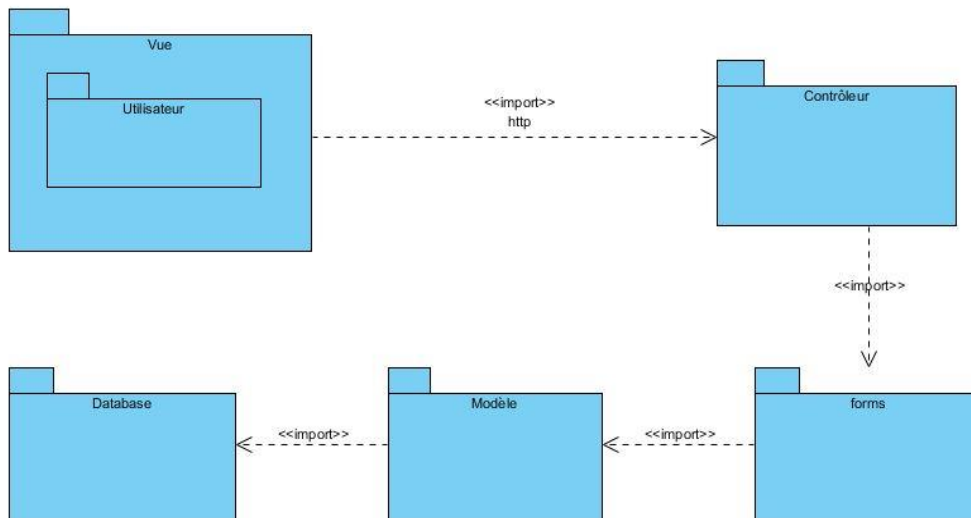 Vue
Utilisateur
<<import>>
http
Contrôleur
<<import>>
Database
<<import>>
Modèle
<<import>>
forms